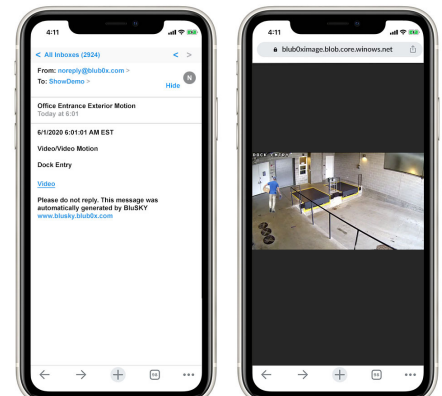 4:11
< All Inboxes (2924)
< >
From: noreply@blub0x.com >
To: ShowDemo >
N
Hide
Office Entrance Exterior Motion
Today at 6:01
6/1/2020 6:01:01 AM EST
Video/Video Motion
Dock Entry
Video
Please do not reply. This message was
automatically generated by BluSKY
www.blusky.blub0x.com
4:11
blub0ximage.blob.core.winows.net
DOCK ENTRY